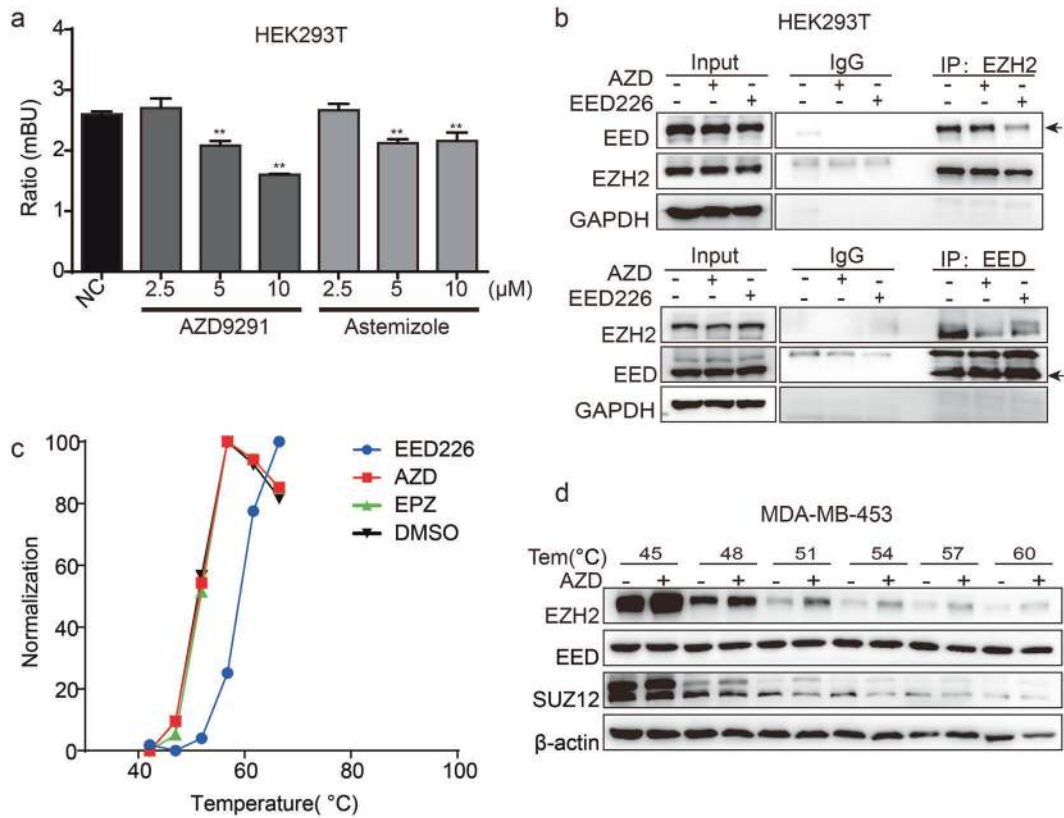 a
HEK293T
Ratio (mBU)
4
3
2
1
0
**
**
**
**
NC
2.5 5 10 2.5 5 10 (µM)
AZD9291 Astemizole
b
HEK293T
Input IgG IP: EZH2
AZD - + - - + - - + -
EED226 - - + - - + - - +
EED
EZH2
GAPDH
Input IgG IP: EED
AZD - + - - + - - + -
EED226 - - + - - + - - +
EZH2
EED
GAPDH
c
Normalization
100
80
60
40
20
0
40 60 80 100
Temperature( °C)
EED226
AZD
EPZ
DMSO
d
MDA-MB-453
Tem(°C) 45 48 51 54 57 60
AZD - + - + - + - + - + - +
EZH2
EED
SUZ12
β-actin